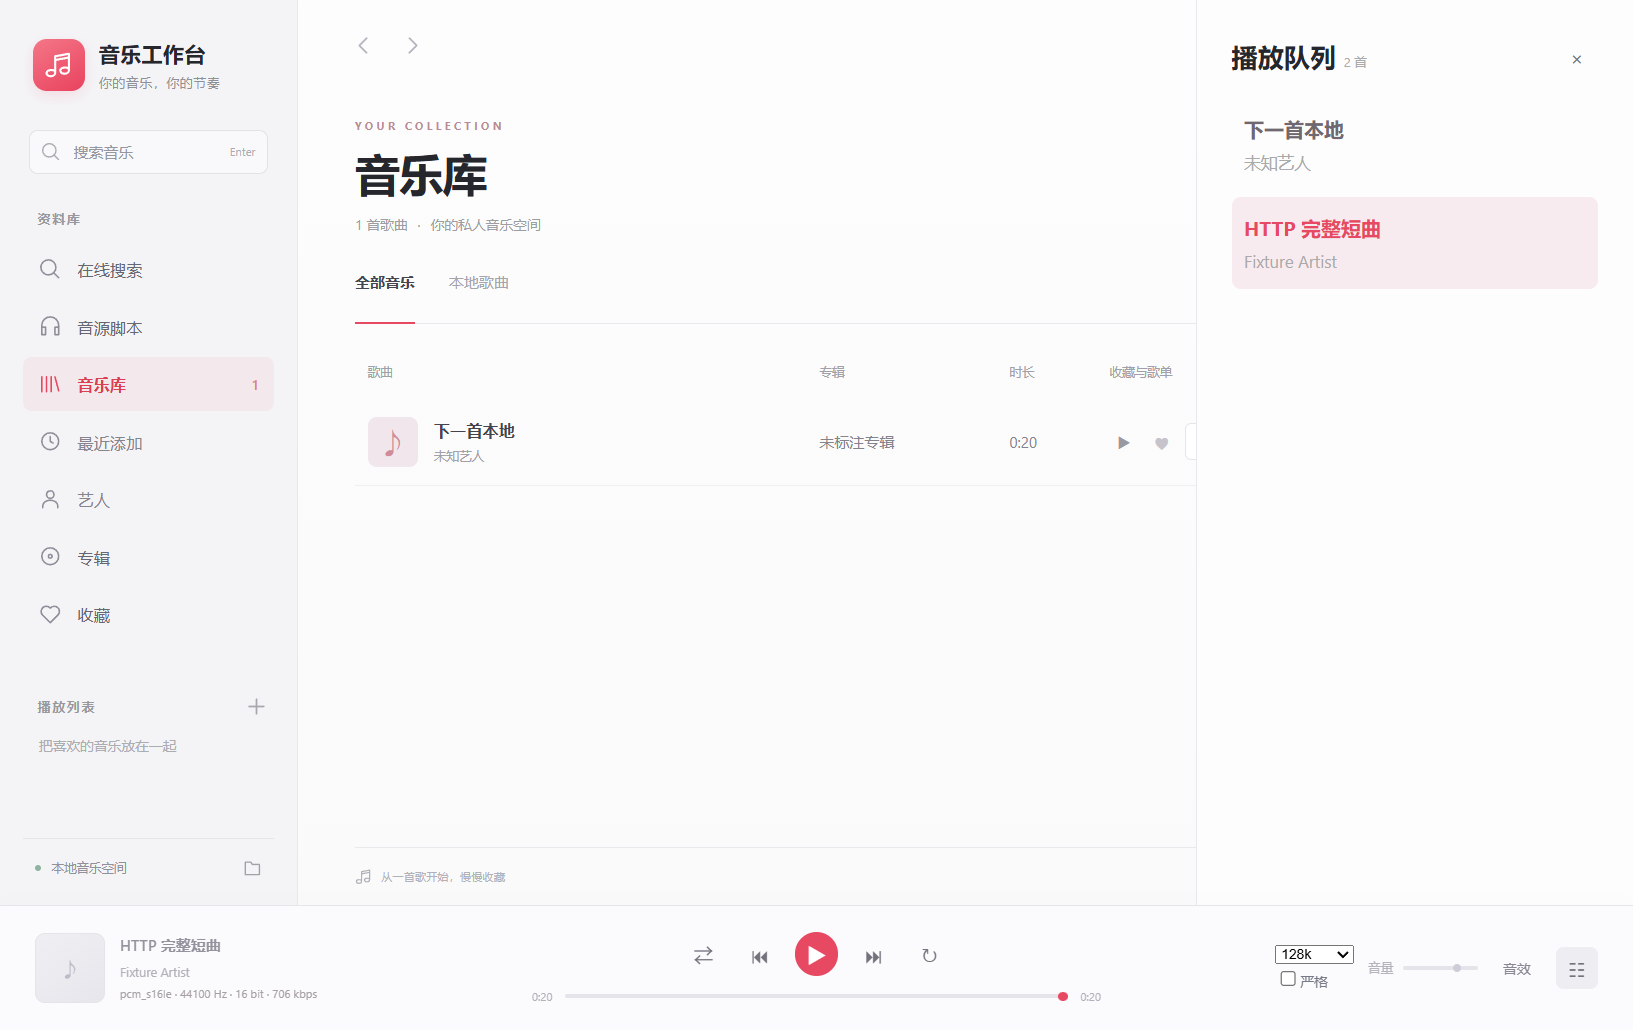 音乐工作台
你的音乐，你的节奏
搜索音乐 Enter
资料库
在线搜索
音源脚本
音乐库 1
最近添加
艺人
专辑
收藏
播放列表
把喜欢的音乐放在一起
本地音乐空间
YOUR COLLECTION
音乐库
1 首歌曲 · 你的私人音乐空间
全部音乐 本地歌曲
歌曲 专辑 时长 收藏与歌单
下一首本地
未知艺人
未标注专辑 0:20
从一首歌开始，慢慢收藏
播放队列 2 首
下一首本地
未知艺人
HTTP 完整短曲
Fixture Artist
HTTP 完整短曲
Fixture Artist
pcm_s16le · 44100 Hz · 16 bit · 706 kbps
0:20 0:20
128k
严格
音量
音效